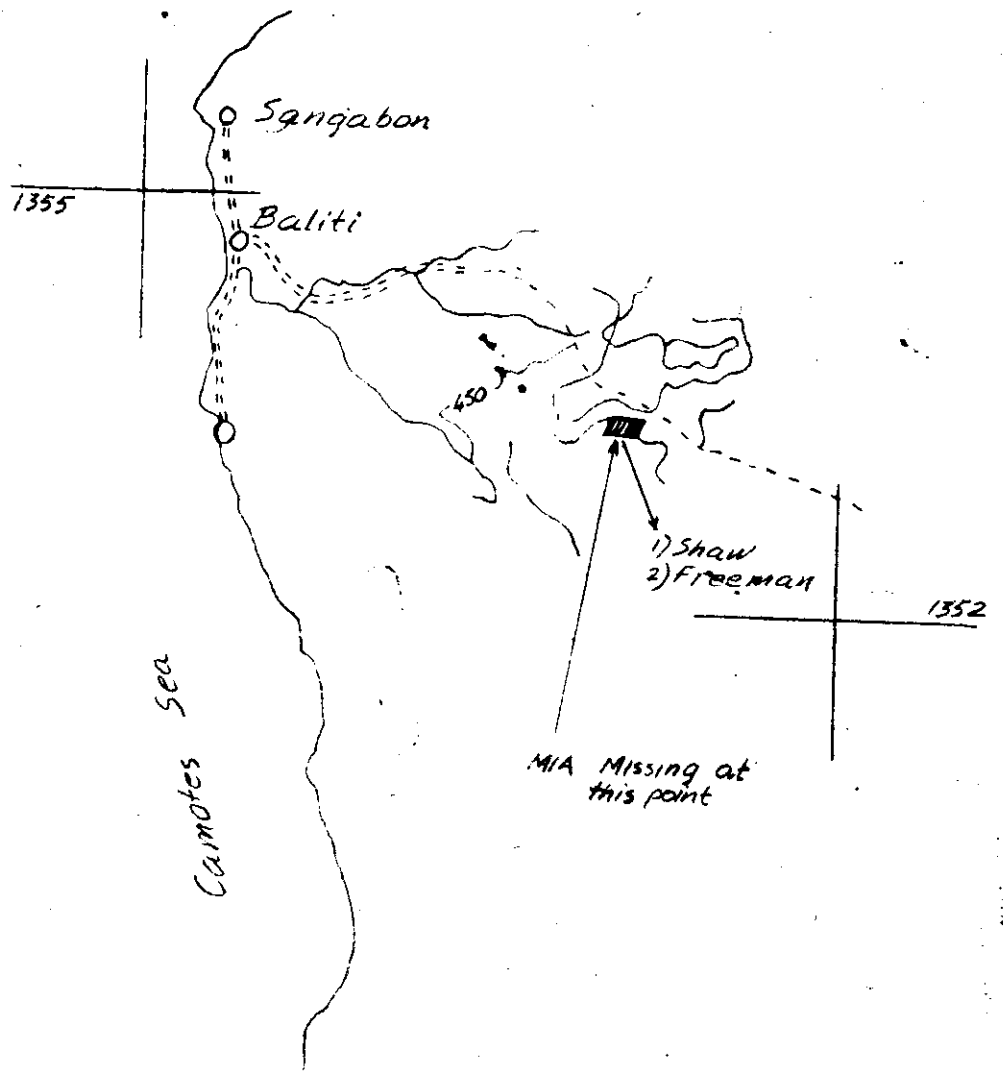 Sangabon
1355
Baliti
450
1) Shaw
2) Freeman
1352
Camotes Sea
MIA Missing at
this point